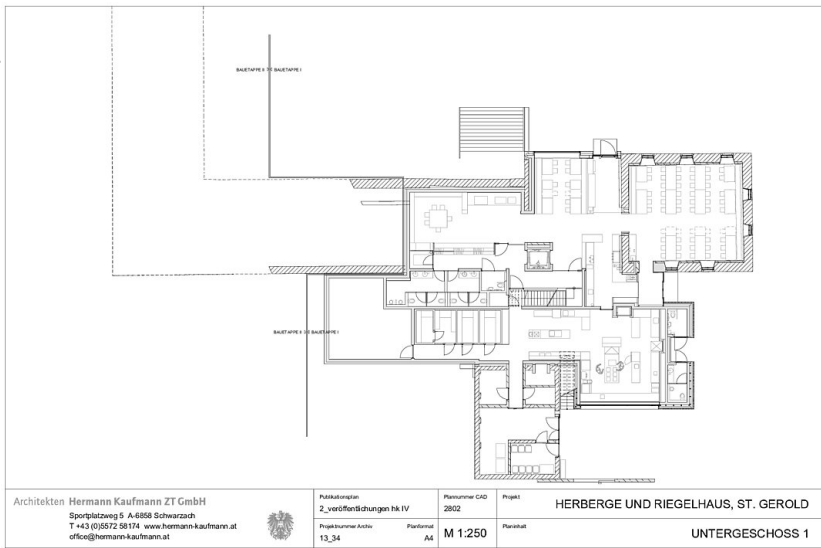 BAUETAPPE II BAUETAPPE I
BAUETAPPE II BAUETAPPE I
Architekten Hermann Kaufmann ZT GmbH
Sportplatzweg 5 A-6858 Schwarzach
T +43 (0)5572 58174 www.hermann-kaufmann.at
office@hermann-kaufmann.at
Publikationsplan
2_veröffentlichungen hk IV
Plannummer CAD
2802
Projekt
HERBERGE UND RIEGELHAUS, ST. GEROLD
Projektnummer Archiv
13_34
Planformat
A4
M 1:250
Planinhalt
UNTERGESCHOSS 1